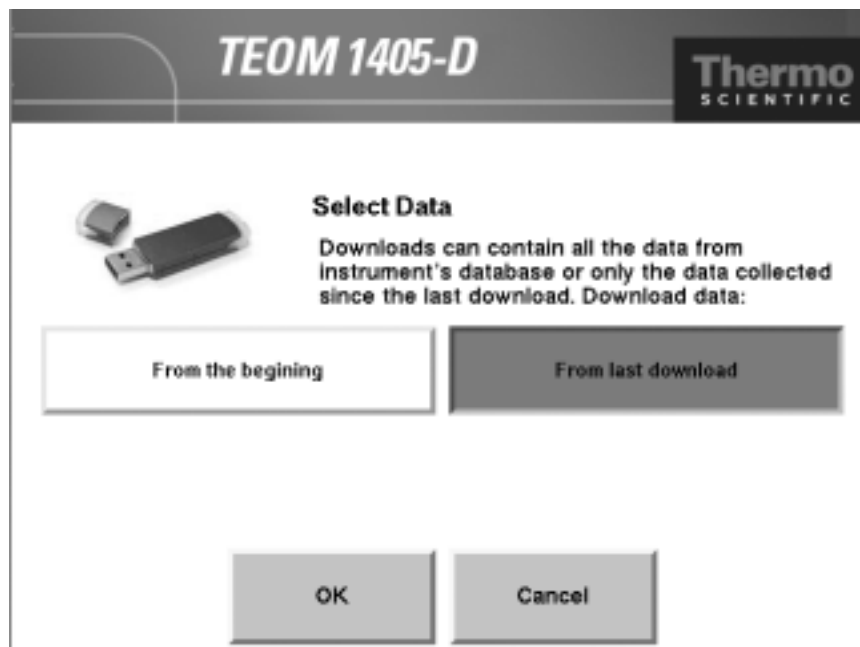 TEOM 1405-D
Thermo
SCIENTIFIC
Select Data
Downloads can contain all the data from
instrument's database or only the data collected
since the last download. Download data:
From the begining
From last download
OK
Cancel